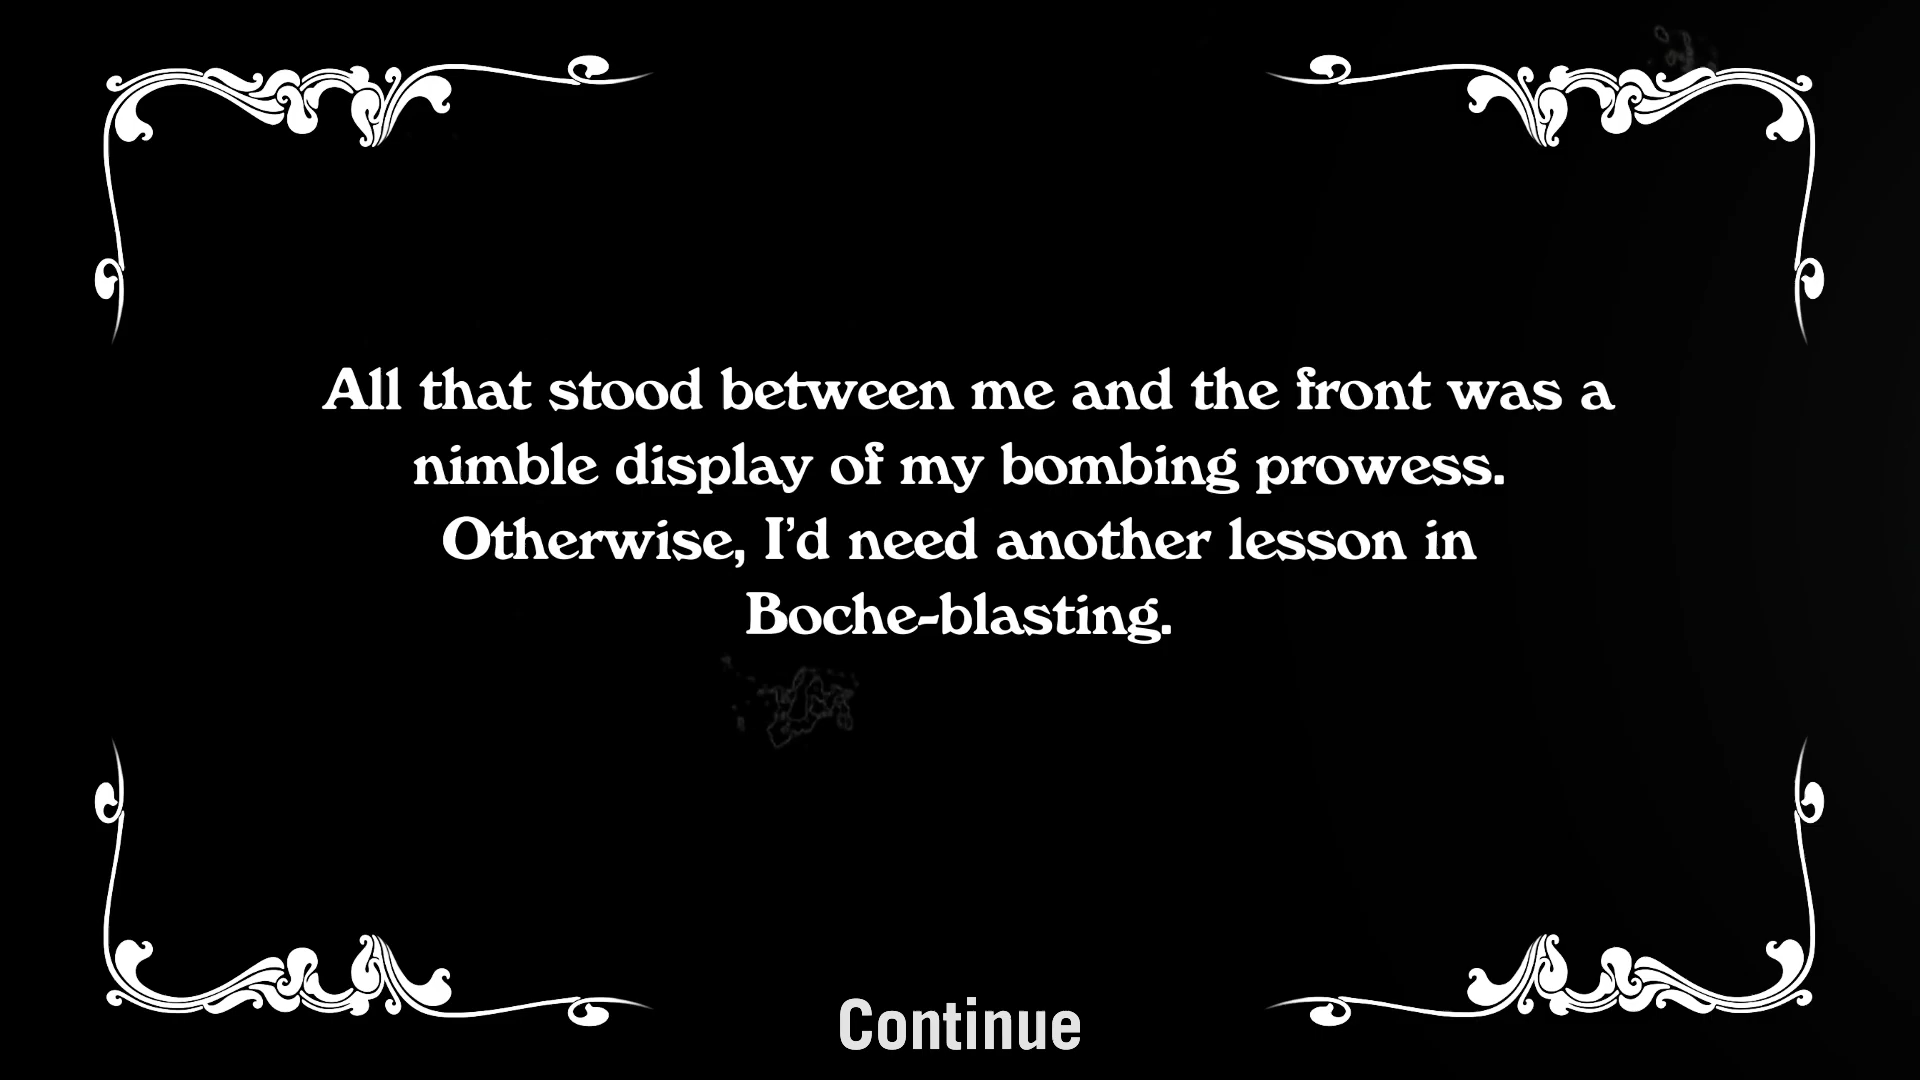 All that stood between me and the front was a
nimble display of my bombing prowess.
Otherwise, I'd need another lesson in
Boche-blasting.
Continue